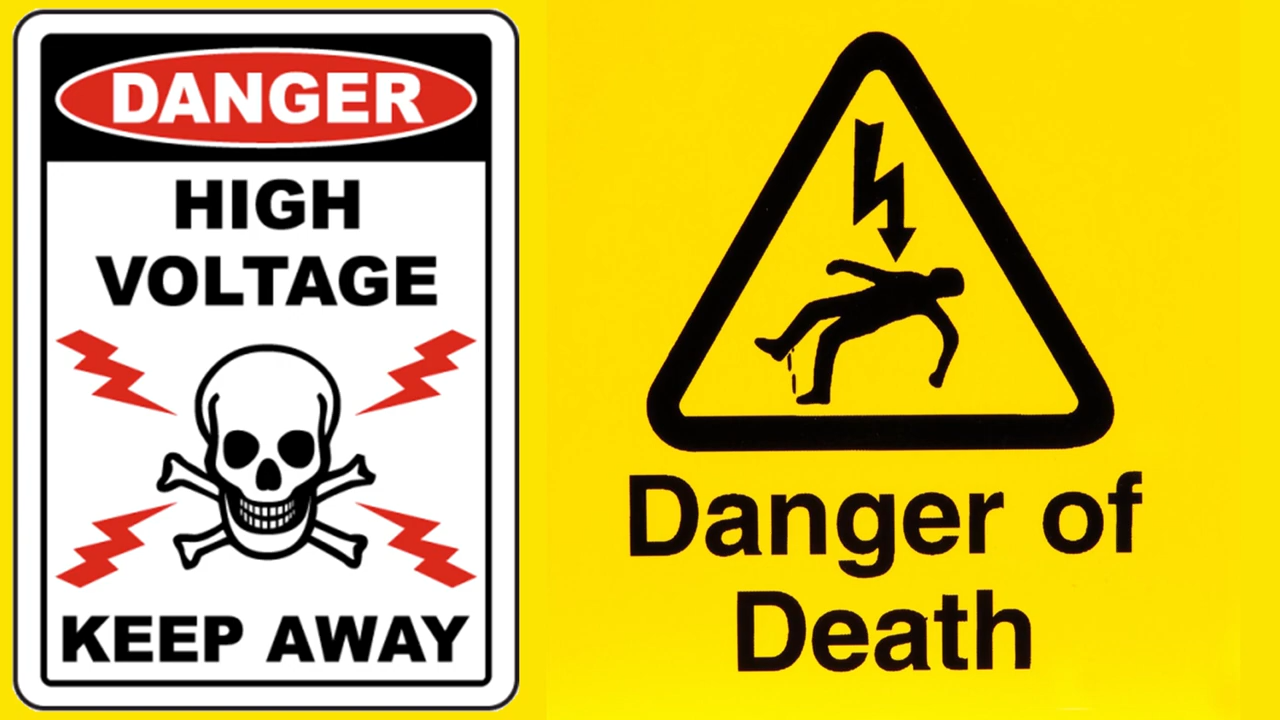 DANGER
HIGH
VOLTAGE
KEEP AWAY
Danger of
Death